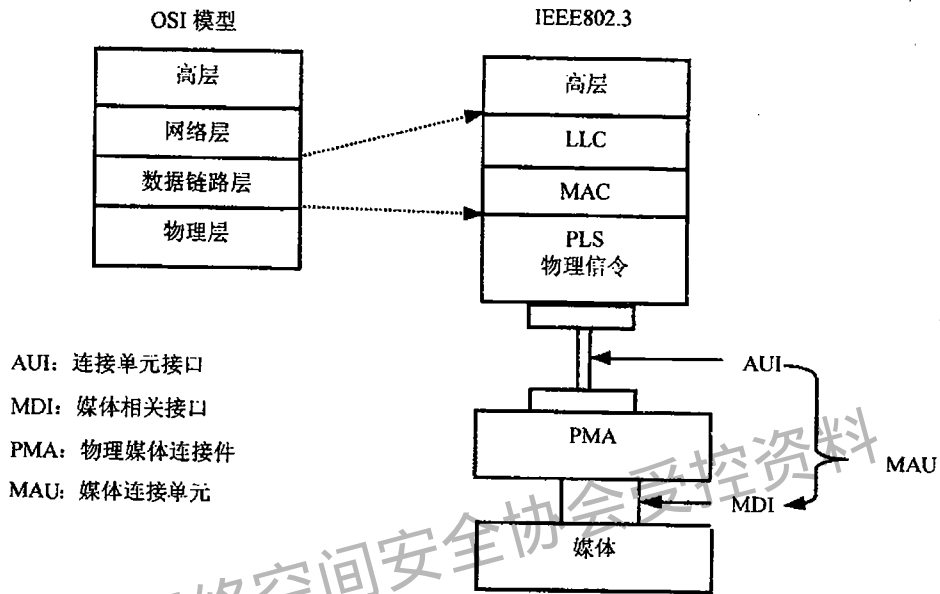 OSI 模型
高层
网络层
数据链路层
物理层
IEEE802.3
高层
LLC
MAC
PLS
物理信令
AUI
PMA
MAU
MDI
媒体
AUI：连接单元接口
MDI：媒体相关接口
PMA：物理媒体连接件
MAU：媒体连接单元
空间安全协会受控资料